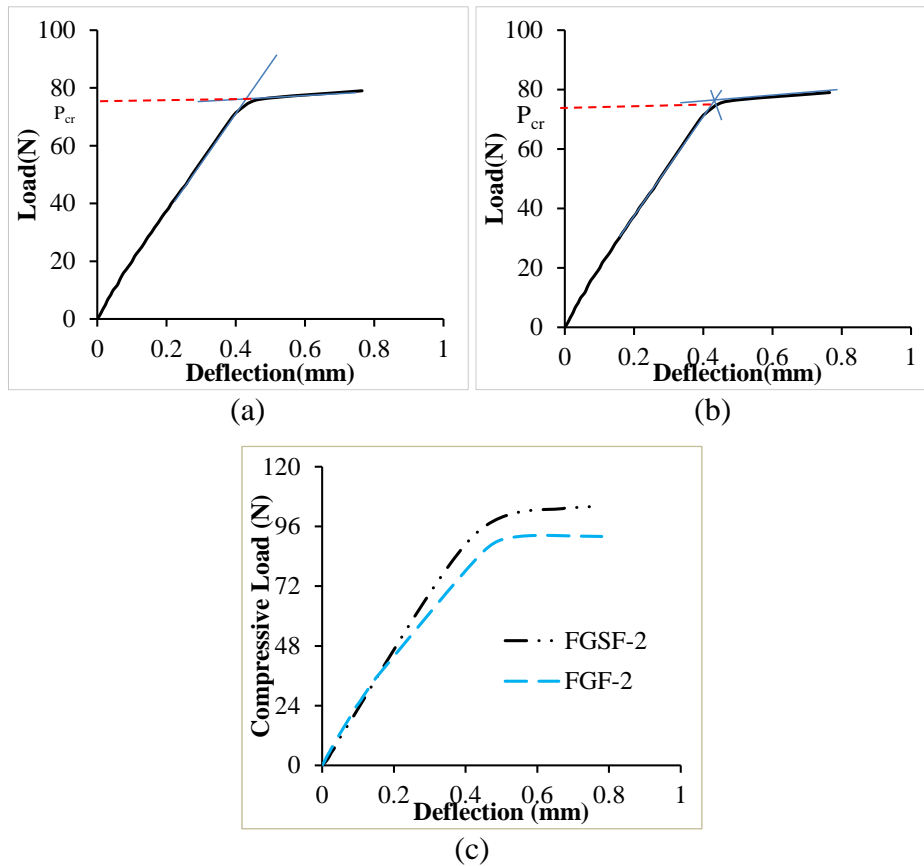 100
80
60
40
20
0
P_cr
Load(N)
0 0.2 0.4 0.6 0.8 1
Deflection(mm)
(a)
100
80
60
40
20
0
P_cr
Load(N)
0 0.2 0.4 0.6 0.8 1
Deflection(mm)
(b)
120
96
72
48
24
0
Compressive Load (N)
FGSF-2
FGF-2
0 0.2 0.4 0.6 0.8 1
Deflection (mm)
(c)